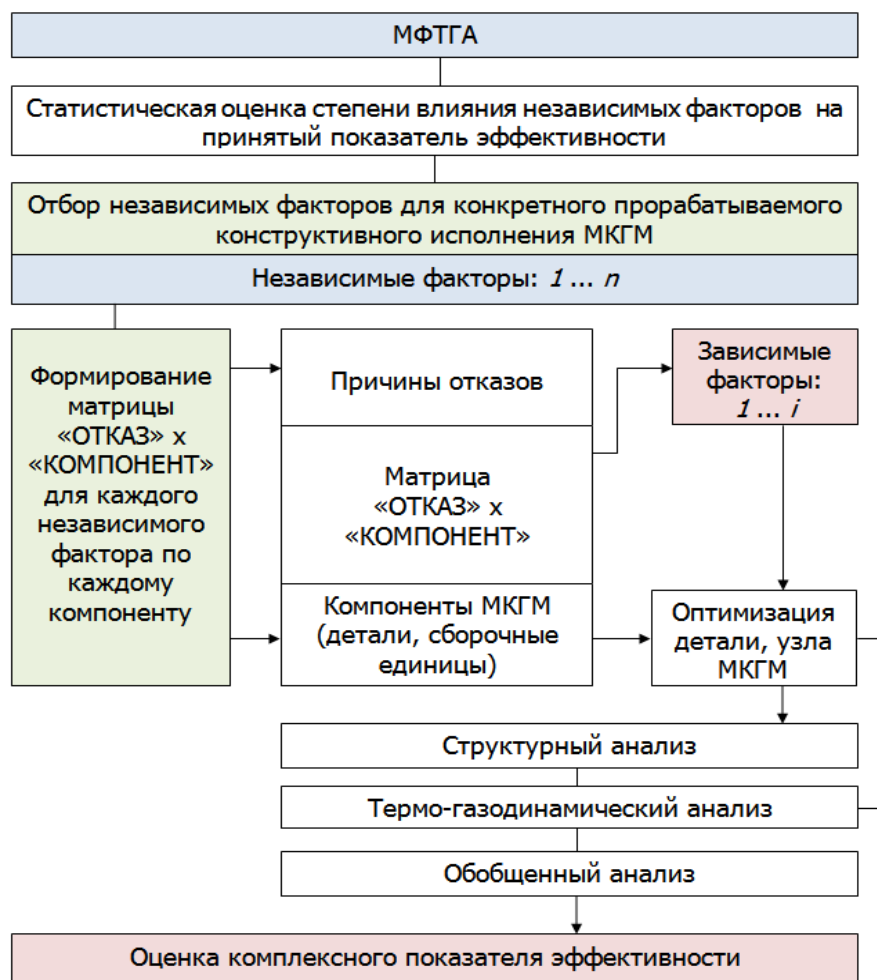 МФТГА
Статистическая оценка степени влияния независимых факторов на
принятый показатель эффективности
Отбор независимых факторов для конкретного прорабатываемого
конструктивного исполнения МКГМ
Независимые факторы: 1 ... n
Формирование
матрицы
«ОТКАЗ» х
«КОМПОНЕНТ»
для каждого
независимого
фактора по
каждому
компоненту
Причины отказов
Матрица
«ОТКАЗ» х
«КОМПОНЕНТ»
Компоненты МКГМ
(детали, сборочные
единицы)
Зависимые
факторы:
1 ... i
Оптимизация
детали, узла
МКГМ
Структурный анализ
Термо-газодинамический анализ
Обобщенный анализ
Оценка комплексного показателя эффективности